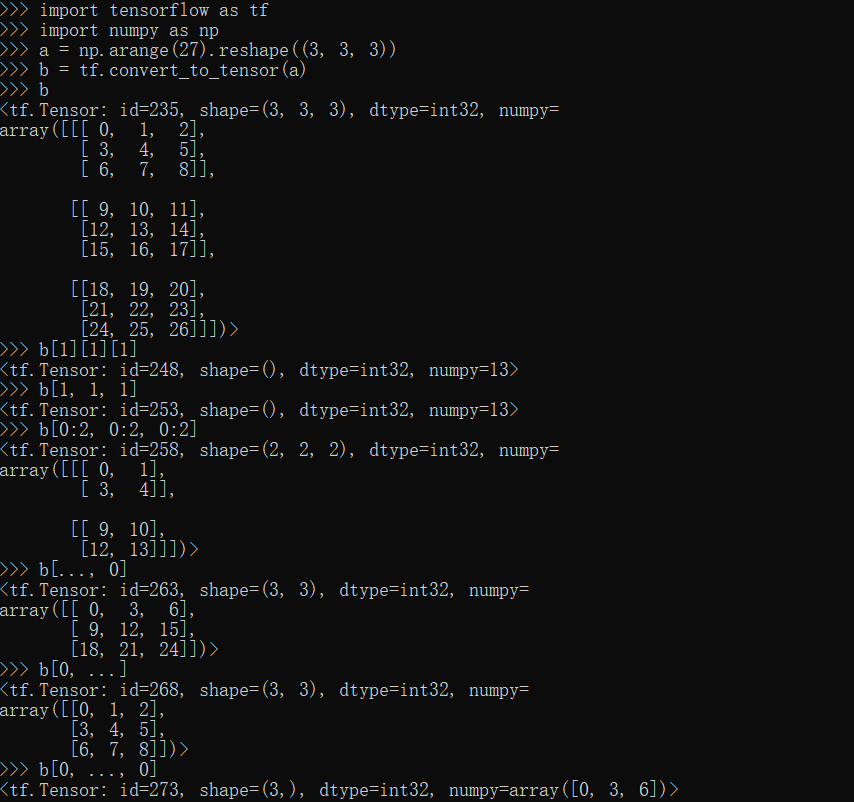 >>> import tensorflow as tf
>>> import numpy as np
>>> a = np.arange(27).reshape((3, 3, 3))
>>> b = tf.convert_to_tensor(a)
>>> b
<tf.Tensor: id=235, shape=(3, 3, 3), dtype=int32, numpy=
array([[[ 0,  1,  2],
        [ 3,  4,  5],
        [ 6,  7,  8]],

       [[ 9, 10, 11],
        [12, 13, 14],
        [15, 16, 17]],

       [[18, 19, 20],
        [21, 22, 23],
        [24, 25, 26]]])>
>>> b[1][1][1]
<tf.Tensor: id=248, shape=(), dtype=int32, numpy=13>
>>> b[1, 1, 1]
<tf.Tensor: id=253, shape=(), dtype=int32, numpy=13>
>>> b[0:2, 0:2, 0:2]
<tf.Tensor: id=258, shape=(2, 2, 2), dtype=int32, numpy=
array([[[ 0,  1],
        [ 3,  4]],

       [[ 9, 10],
        [12, 13]]])>
>>> b[..., 0]
<tf.Tensor: id=263, shape=(3, 3), dtype=int32, numpy=
array([[ 0,  3,  6],
       [ 9, 12, 15],
       [18, 21, 24]])>
>>> b[0, ...]
<tf.Tensor: id=268, shape=(3, 3), dtype=int32, numpy=
array([[0, 1, 2],
       [3, 4, 5],
       [6, 7, 8]])>
>>> b[0, ..., 0]
<tf.Tensor: id=273, shape=(3,), dtype=int32, numpy=array([0, 3, 6])>